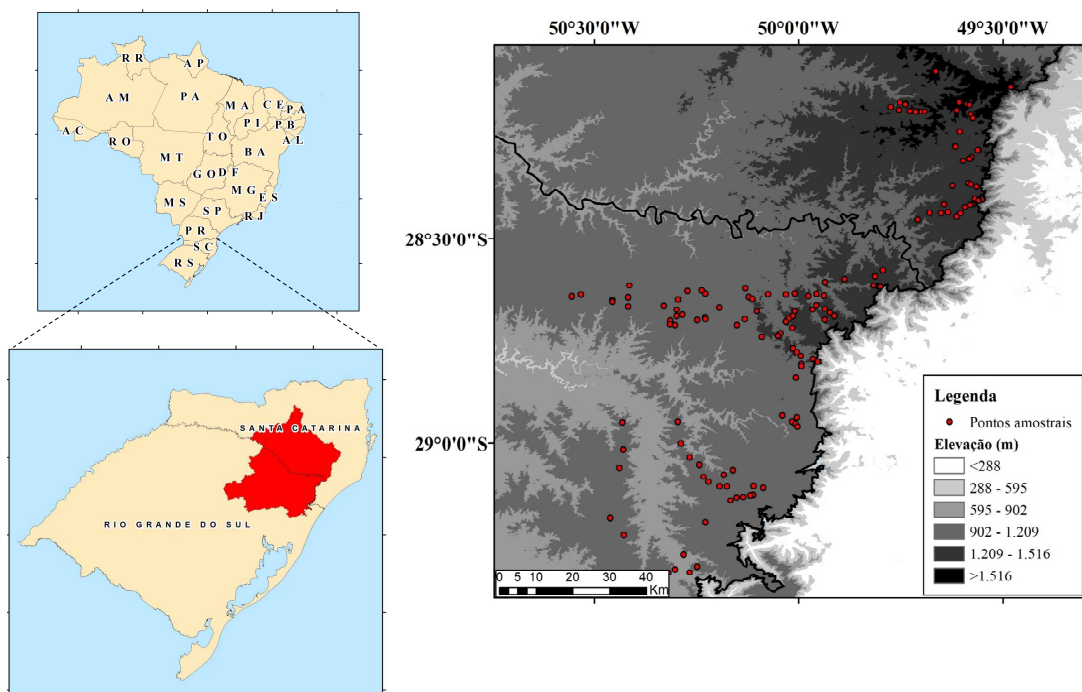 R R
A P
A M
P A
M A
C E
P A
P I
P B
A C
T O
A L
R O
B A
M T
G O
D F
M G
E S
M S
S P
R J
P R
S C
R S
SANTA CATARINA
RIO GRANDE DO SUL
50°30'0"S
50°0'0"S
49°30'0"S
28°30'0"S
29°0'0"S
0 5 10 20 30 40
Km
Legenda
Pontos amostrais
Elevação (m)
<288
288 - 595
595 - 902
902 - 1.209
1.209 - 1.516
>1.516